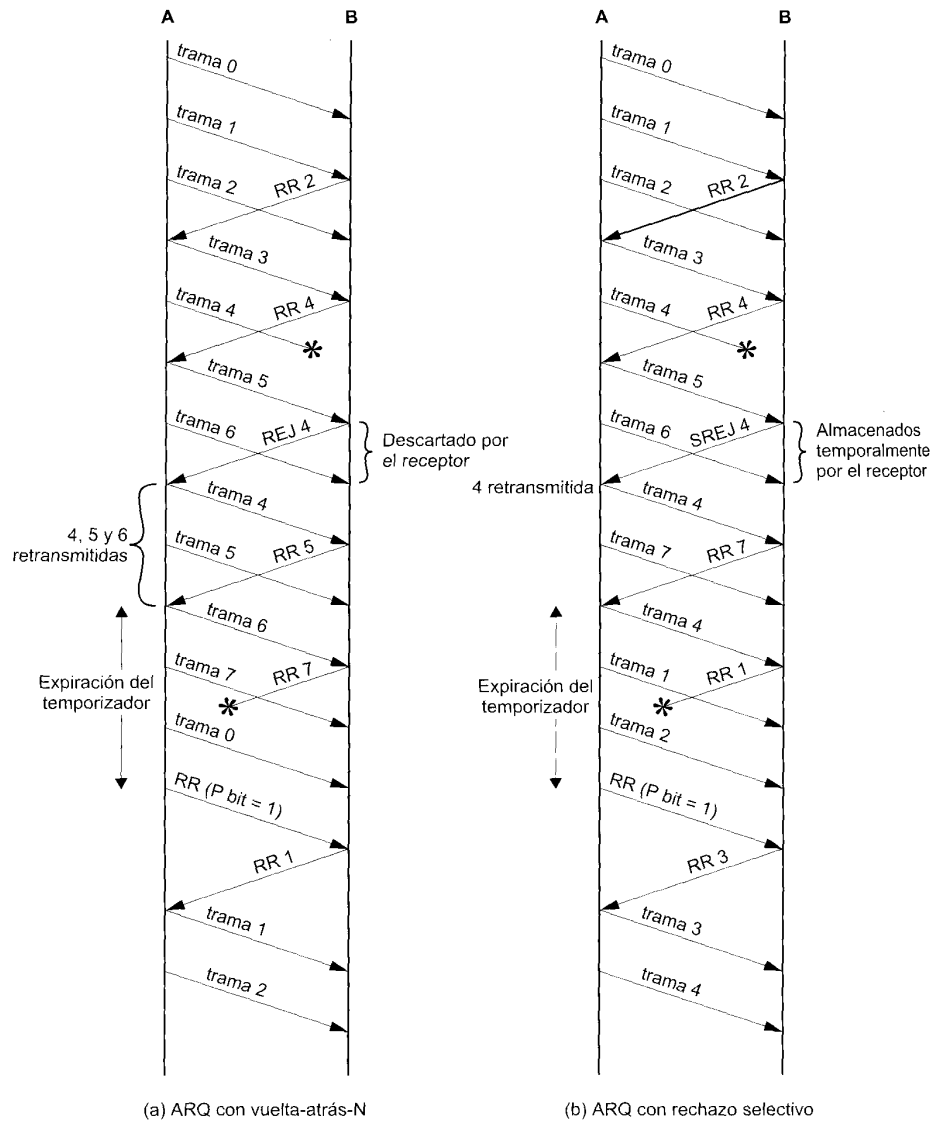 A
B
trama 0
trama 1
trama 2
RR 2
trama 3
trama 4
RR 4
*
trama 5
trama 6
REJ 4
Descartado por
el receptor
trama 4
4, 5 y 6
retransmitidas
trama 5
RR 5
trama 6
trama 7
RR 7
Expiración del
temporizador
*
trama 0
RR (P bit = 1)
RR 1
trama 1
trama 2
(a) ARQ con vuelta-atrás-N
A
B
trama 0
trama 1
trama 2
RR 2
trama 3
trama 4
RR 4
*
trama 5
trama 6
SREJ 4
Almacenados
temporalmente
por el receptor
4 retransmitida
trama 4
trama 7
RR 7
trama 4
trama 1
RR 1
Expiración del
temporizador
*
trama 2
RR (P bit = 1)
RR 3
trama 3
trama 4
(b) ARQ con rechazo selectivo